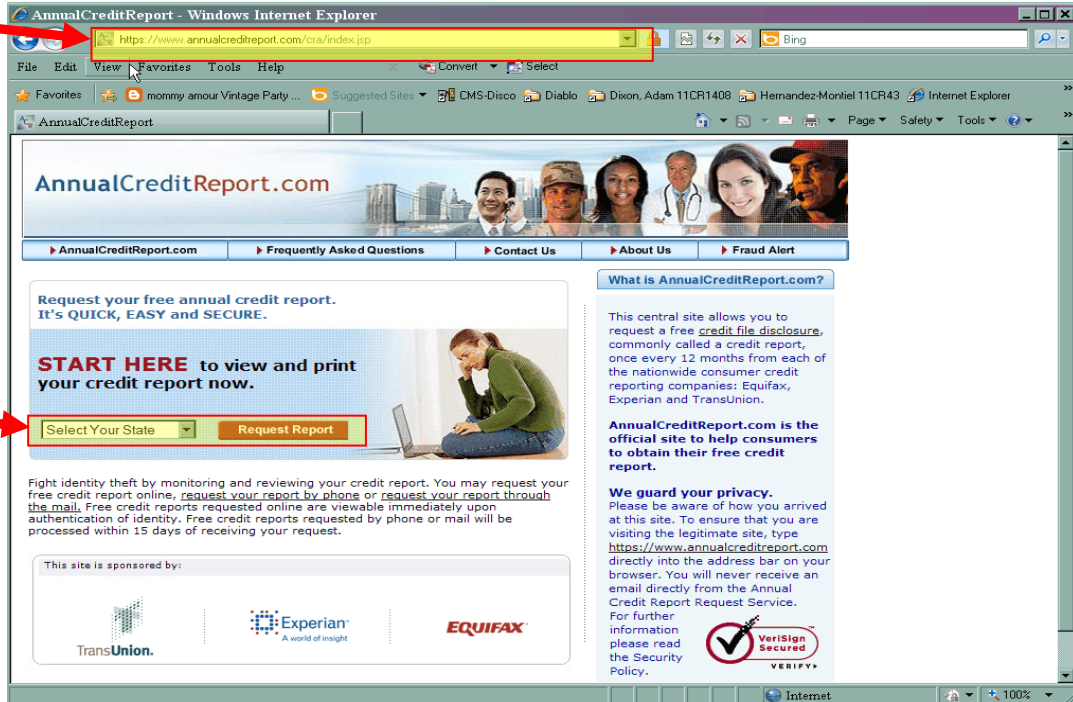 AnnualCreditReport - Windows Internet Explorer
https://www.annualcreditreport.com/cra/index.jsp
Bing
File Edit View Favorites Tools Help
Convert Select
Favorites mommy amour Vintage Party ... Suggested Sites CMS-Disco Diablo Dixon, Adam 11CR1408 Hernandez-Montiel 11CR43 Internet Explorer »
AnnualCreditReport
Page Safety Tools »
AnnualCreditReport.com
AnnualCreditReport.com Frequently Asked Questions Contact Us About Us Fraud Alert
Request your free annual credit report.
It's QUICK, EASY and SECURE.
START HERE to view and print
your credit report now.
Select Your State Request Report
Fight identity theft by monitoring and reviewing your credit report. You may request your
free credit report online, request your report by phone or request your report through
the mail. Free credit reports requested online are viewable immediately upon
authentication of identity. Free credit reports requested by phone or mail will be
processed within 15 days of receiving your request.
This site is sponsored by:
TransUnion.
Experian
A world of insight
EQUIFAX
What is AnnualCreditReport.com?
This central site allows you to
request a free credit file disclosure,
commonly called a credit report,
once every 12 months from each of
the nationwide consumer credit
reporting companies: Equifax,
Experian and TransUnion.
AnnualCreditReport.com is the
official site to help consumers
to obtain their free credit
report.
We guard your privacy.
Please be aware of how you arrived
at this site. To ensure that you are
visiting the legitimate site, type
https://www.annualcreditreport.com
directly into the address bar on your
browser. You will never receive an
email directly from the Annual
Credit Report Request Service.
For further
information
please read
the Security
Policy.
VeriSign
Secured
VERIFY
Internet 100%